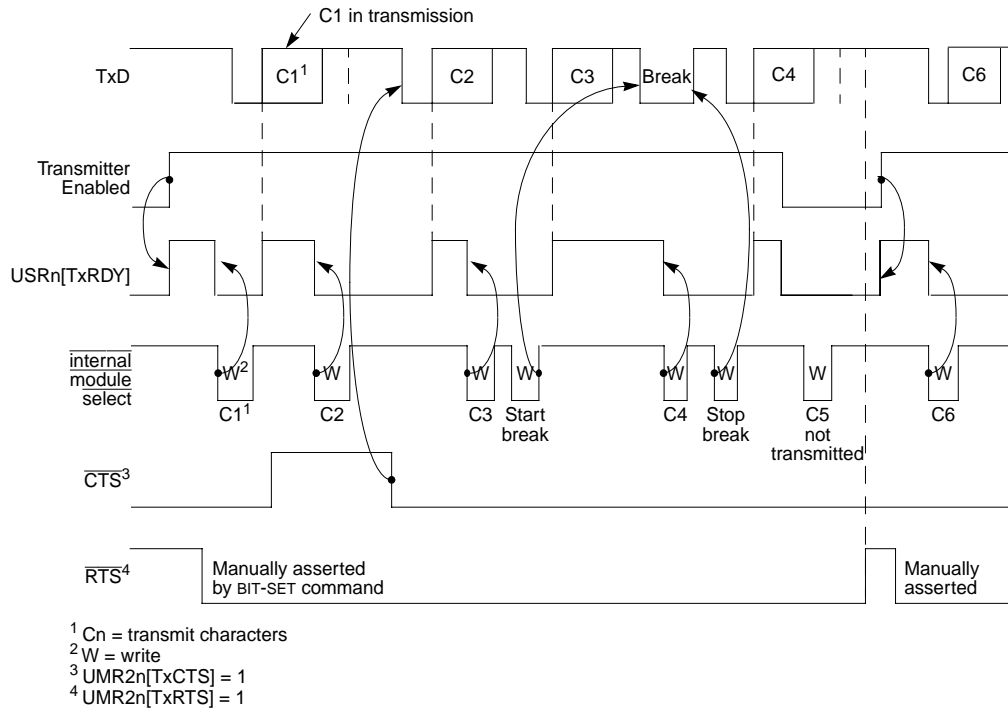 C1 in transmission
TxD
C1¹
C2
C3
Break
C4
C6
Transmitter
Enabled
USRn[TxRDY]
internal
module
select
W²
W
W
W
W
W
W
W
C1¹
C2
C3
Start
break
C4
Stop
break
C5
not
transmitted
C6
CTS³
RTS⁴
Manually asserted
by BIT-SET command
Manually
asserted
¹ Cn = transmit characters
² W = write
³ UMR2n[TxCTS] = 1
⁴ UMR2n[TxRTS] = 1